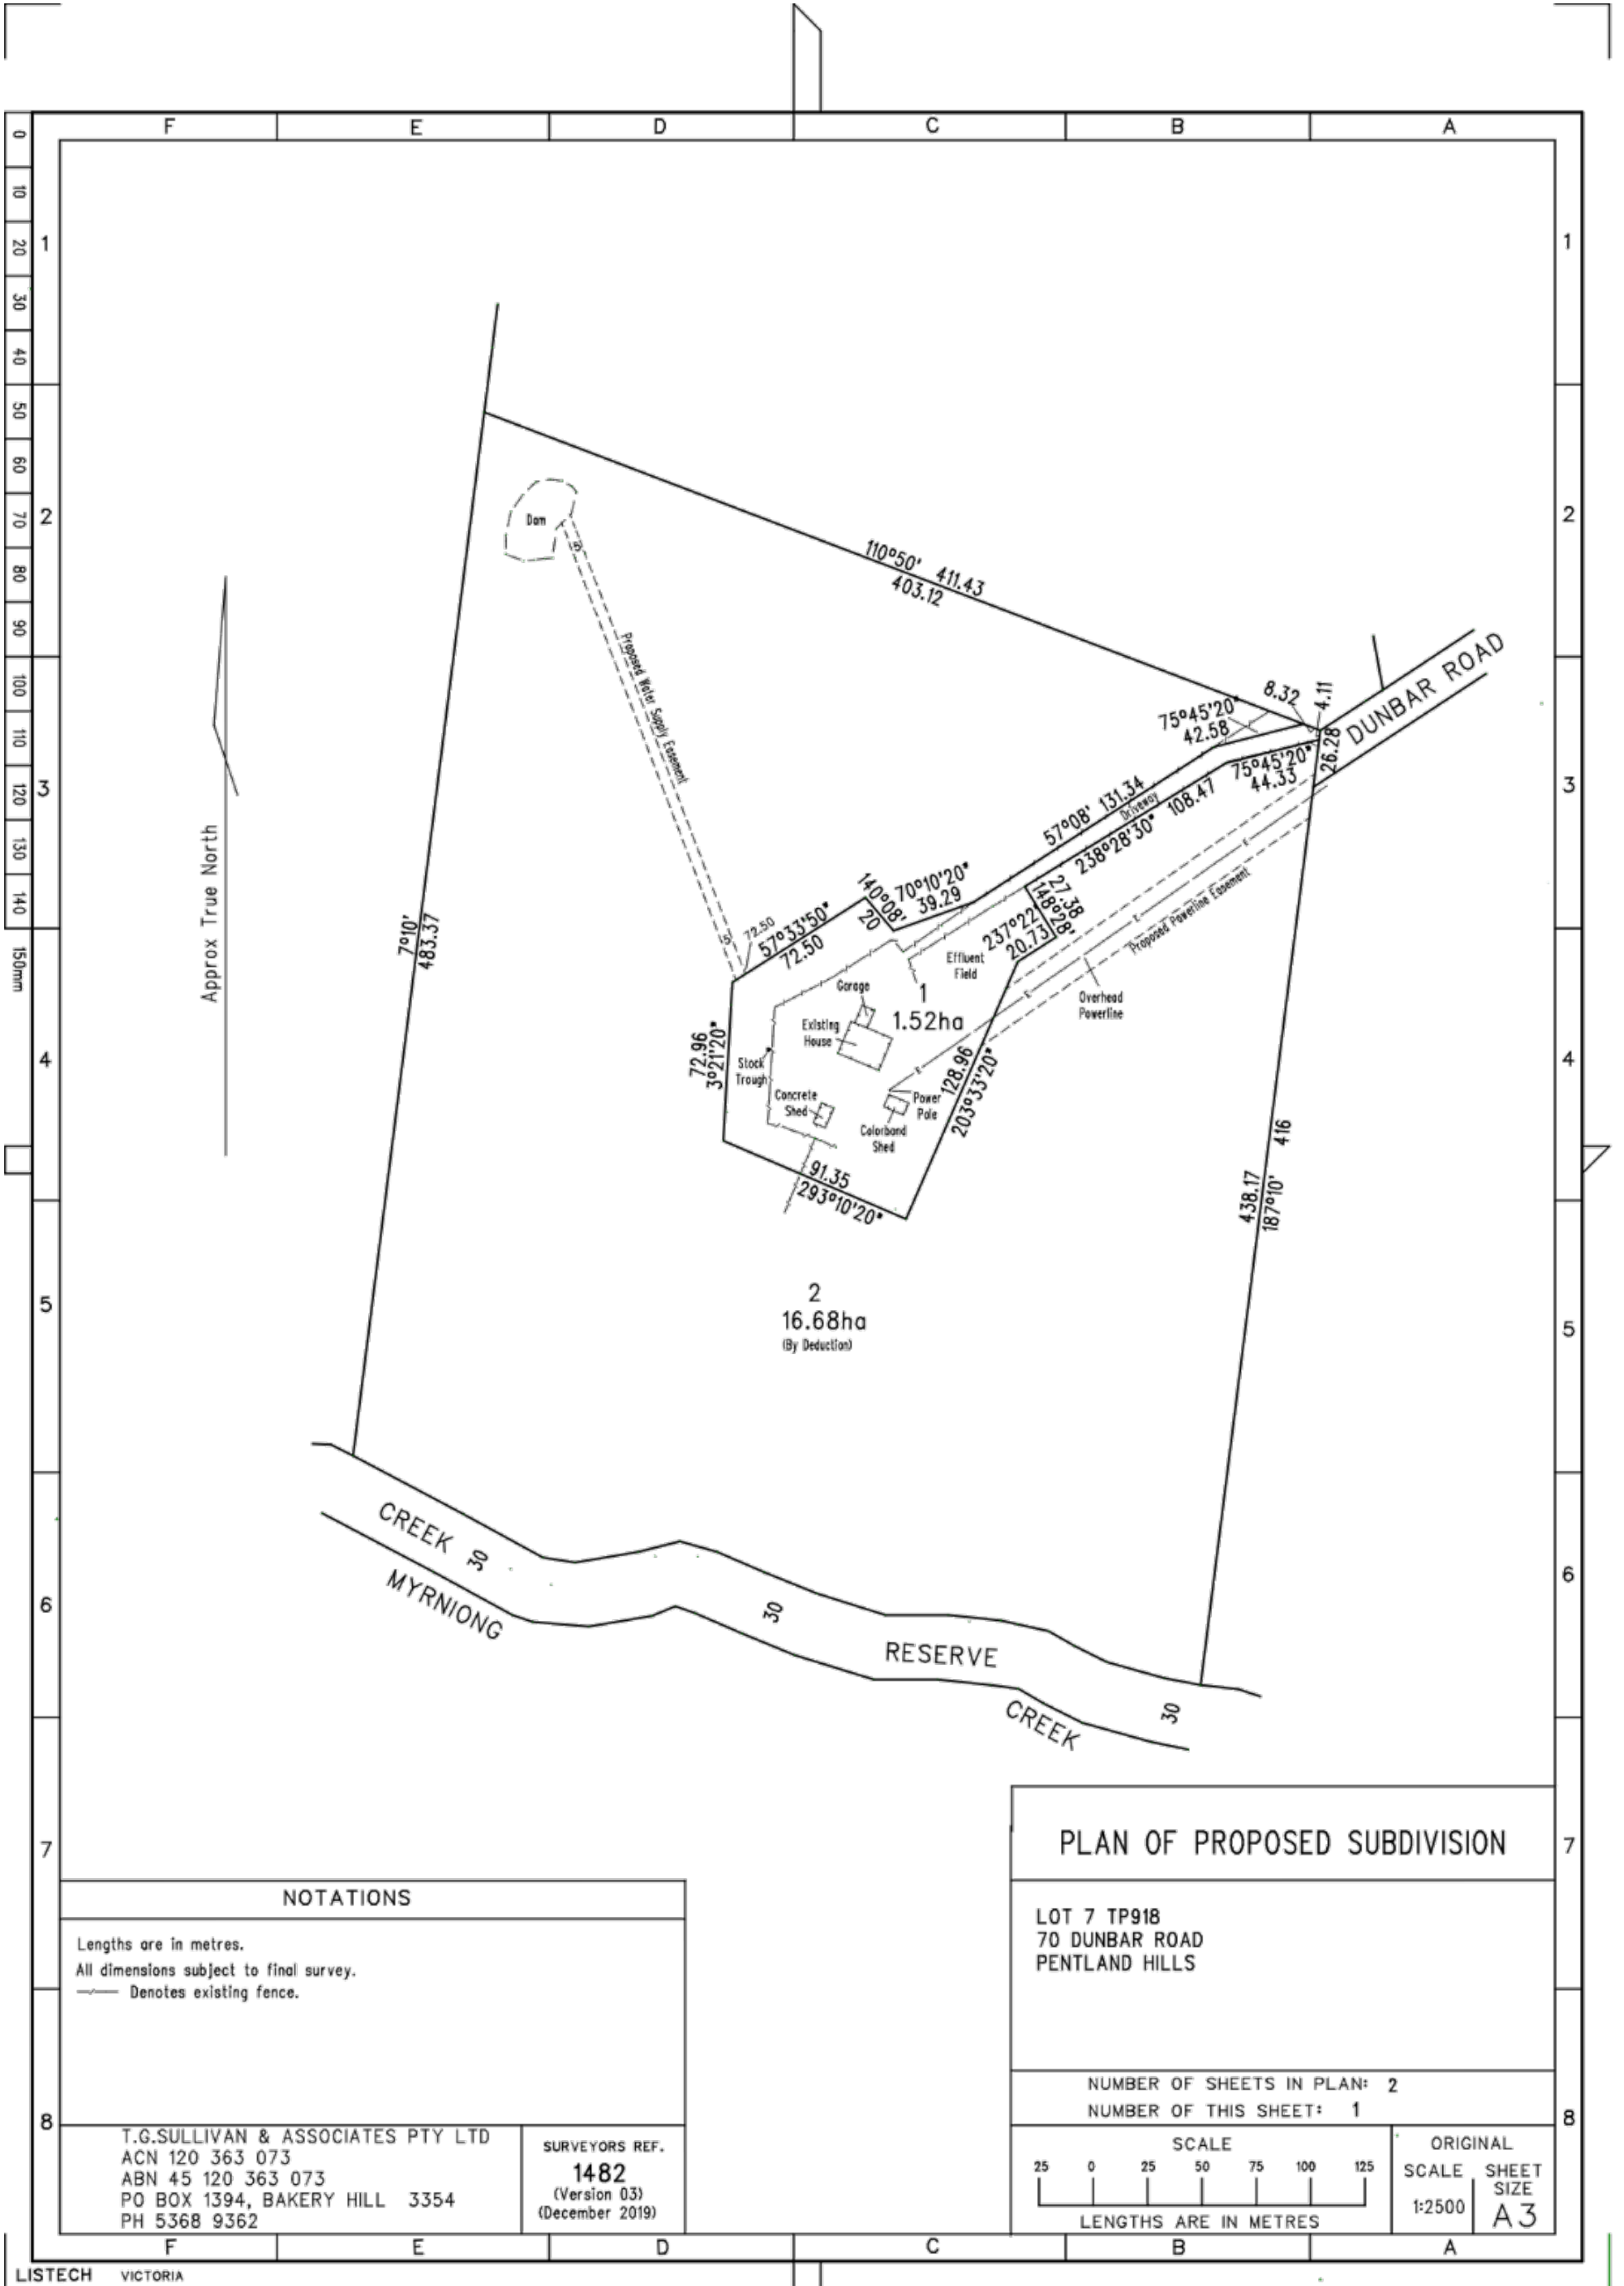 F E D C B A
0
10
20
30
40
50
60
70
80
90
100
110
120
130
140
150mm
1
2
3
4
5
6
7
8
1
2
3
4
5
6
7
8
Approx True North
Dam
5
Proposed Water Supply Easement
110°50' 411.43
403.12
8.32
4.11
DUNBAR ROAD
75°45'20"
42.58
26.28
75°45'20"
44.33
57°08' 131.34
Driveway
238°28'30" 108.47
70°10'20"
39.29
140°08'
20
27.38
148°28'
237°22'
20.73
57°33'50"
72.50
72.50
5
7°10'
483.37
Proposed Powerline Easement
Overhead
Powerline
Effluent
Field
Garage
1
1.52ha
Existing
House
72.96
3°21'20"
Stock
Trough
Concrete
Shed
Power
Pole
Colorbond
Shed
128.96
203°33'20"
E
E
E
E
E
91.35
293°10'20"
416
438.17
187°10'
2
16.68ha
(By Deduction)
CREEK 30
MYRNIONG
30
RESERVE
CREEK
30
PLAN OF PROPOSED SUBDIVISION
LOT 7 TP918
70 DUNBAR ROAD
PENTLAND HILLS
NUMBER OF SHEETS IN PLAN: 2
NUMBER OF THIS SHEET: 1
SCALE
25 0 25 50 75 100 125
LENGTHS ARE IN METRES
ORIGINAL
SCALE
1:2500
SHEET
SIZE
A3
NOTATIONS
Lengths are in metres.
All dimensions subject to final survey.
Denotes existing fence.
T.G.SULLIVAN & ASSOCIATES PTY LTD
ACN 120 363 073
ABN 45 120 363 073
PO BOX 1394, BAKERY HILL 3354
PH 5368 9362
SURVEYORS REF.
1482
(Version 03)
(December 2019)
F E D C B A
LISTECH VICTORIA